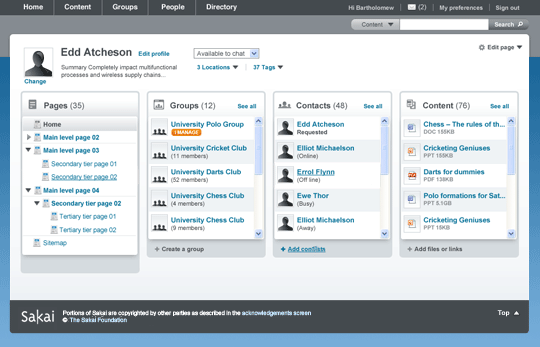 Home Content Groups People Directory Hi Bartholomew (2) My preferences Sign out
Content Search
Edd Atcheson Edit profile Available to chat Edit page
Summary Completely impact multifunctional
processes and wireless supply chains...
3 Locations 37 Tags
Change
Pages (35)
Home
Main level page 02
Main level page 03
Secondary tier page 01
Secondary tier page 02
Main level page 04
Secondary tier page 02
Tertiary tier page 01
Tertiary tier page 02
Sitemap
Groups (12) See all
University Polo Group
MANAGE
University Cricket Club
(11 members)
University Darts Club
(52 members)
University Chess Club
(4 members)
University Chess Club
(9 members)
+ Create a group
Contacts (48) See all
Edd Atcheson
Requested
Elliot Michaelson
(Online)
Errol Flynn
(Off line)
Ewe Thor
(Busy)
Elliot Michaelson
(Away)
+ Add
Content (76) See all
Chess – The rules of th...
DOC 155KB
Cricketing Geniuses
PPT 155KB
Darts for dummies
PDF 138KB
Polo formations for Sat...
PPT 5.1GB
Cricketing Geniuses
PPT 15KB
+ Add files or links
Sakai
Portions of Sakai are copyrighted by other parties as described in the acknowledgements screen
© The Sakai Foundation
Top